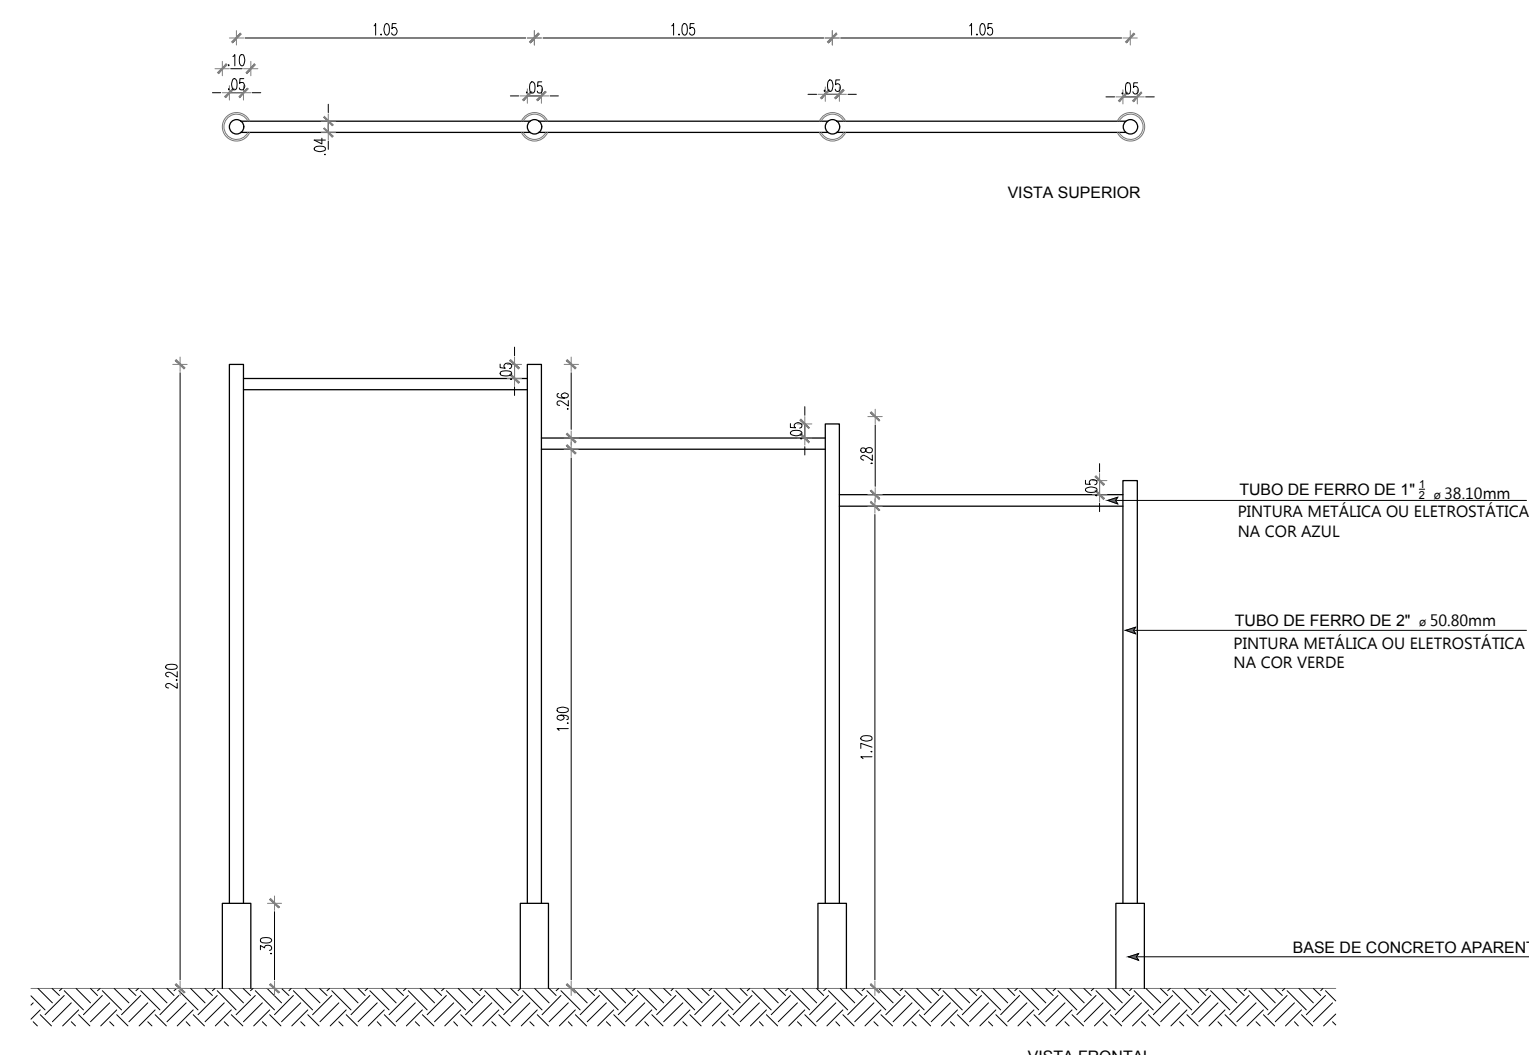 1.05 1.05 1.05
.10
.05 .05 .05 .05
.04
VISTA SUPERIOR
.05
.26
.05
.28
.05
TUBO DE FERRO DE 1" 1/2 ø 38.10mm
PINTURA METÁLICA OU ELETROSTÁTICA
NA COR AZUL
TUBO DE FERRO DE 2" ø 50.80mm
PINTURA METÁLICA OU ELETROSTÁTICA
NA COR VERDE
2.20
1.90
1.70
.30
BASE DE CONCRETO APAREN
VISTA FRONTAL